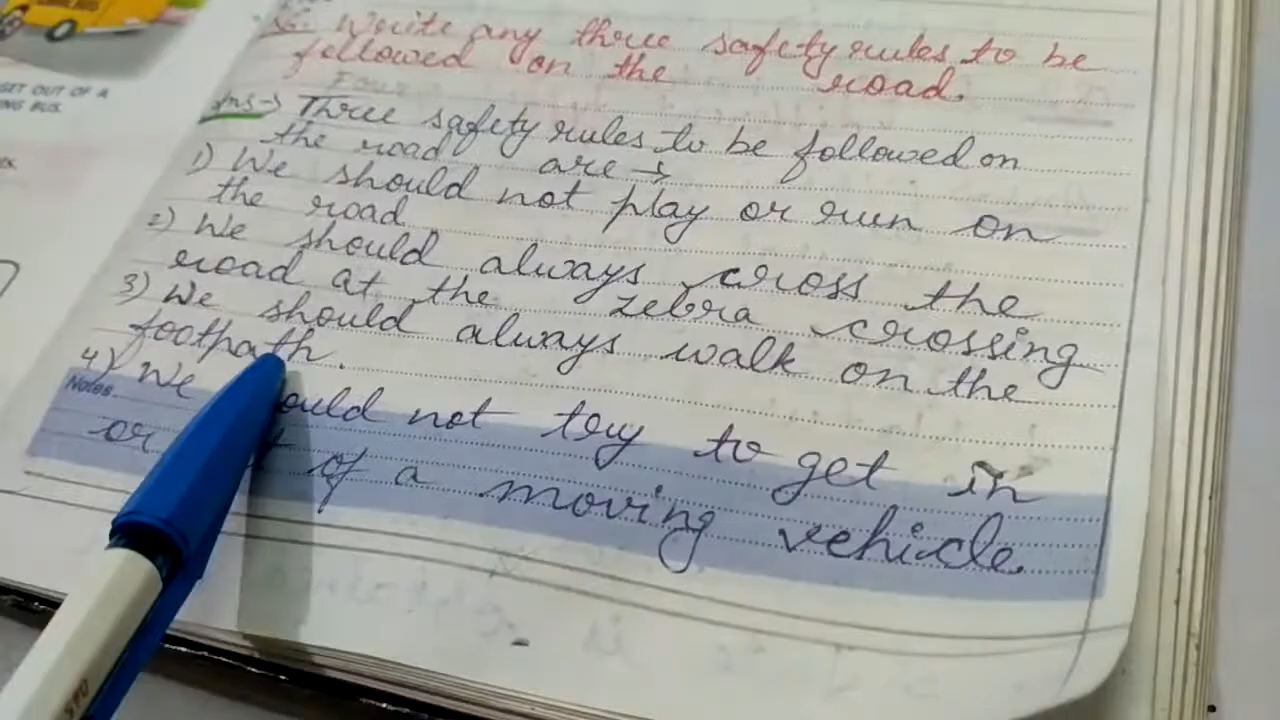 GET OUT OF A
NG BUS.
Write any three safety rules to be
followed on the road.
Four
Ans→ Three safety rules to be followed on
the road are →
1) We should not play or run on
the road
2) We should always cross the
road at the zebra crossing
3) We should always walk on the
footpath.
4) We ould not try to get in
Notes
or of a moving vehicle.